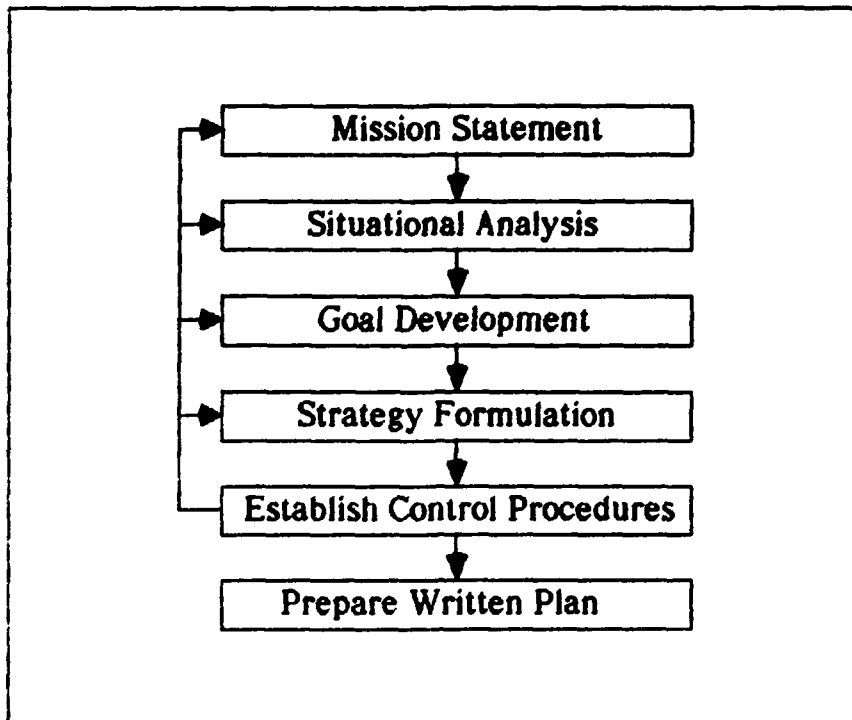 Mission Statement
Situational Analysis
Goal Development
Strategy Formulation
Establish Control Procedures
Prepare Written Plan